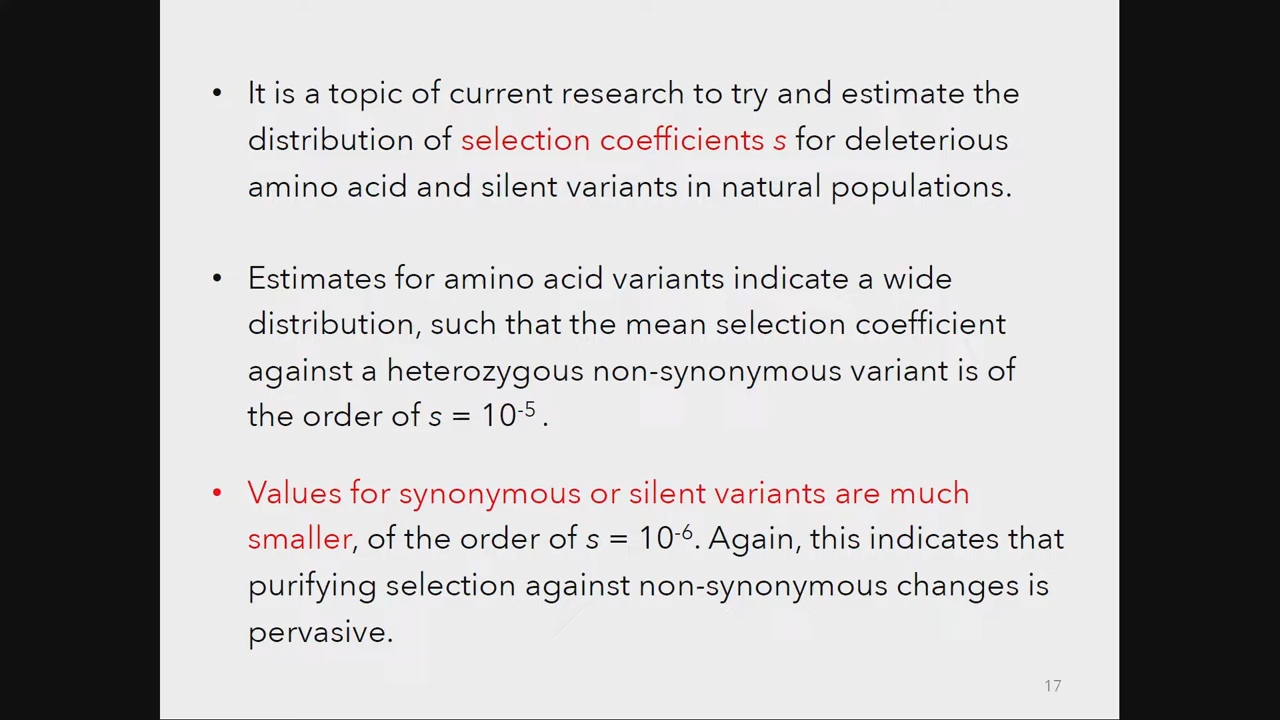 • It is a topic of current research to try and estimate the
distribution of selection coefficients s for deleterious
amino acid and silent variants in natural populations.
• Estimates for amino acid variants indicate a wide
distribution, such that the mean selection coefficient
against a heterozygous non-synonymous variant is of
the order of s = 10⁻⁵ .
• Values for synonymous or silent variants are much
smaller, of the order of s = 10⁻⁶. Again, this indicates that
purifying selection against non-synonymous changes is
pervasive.
17